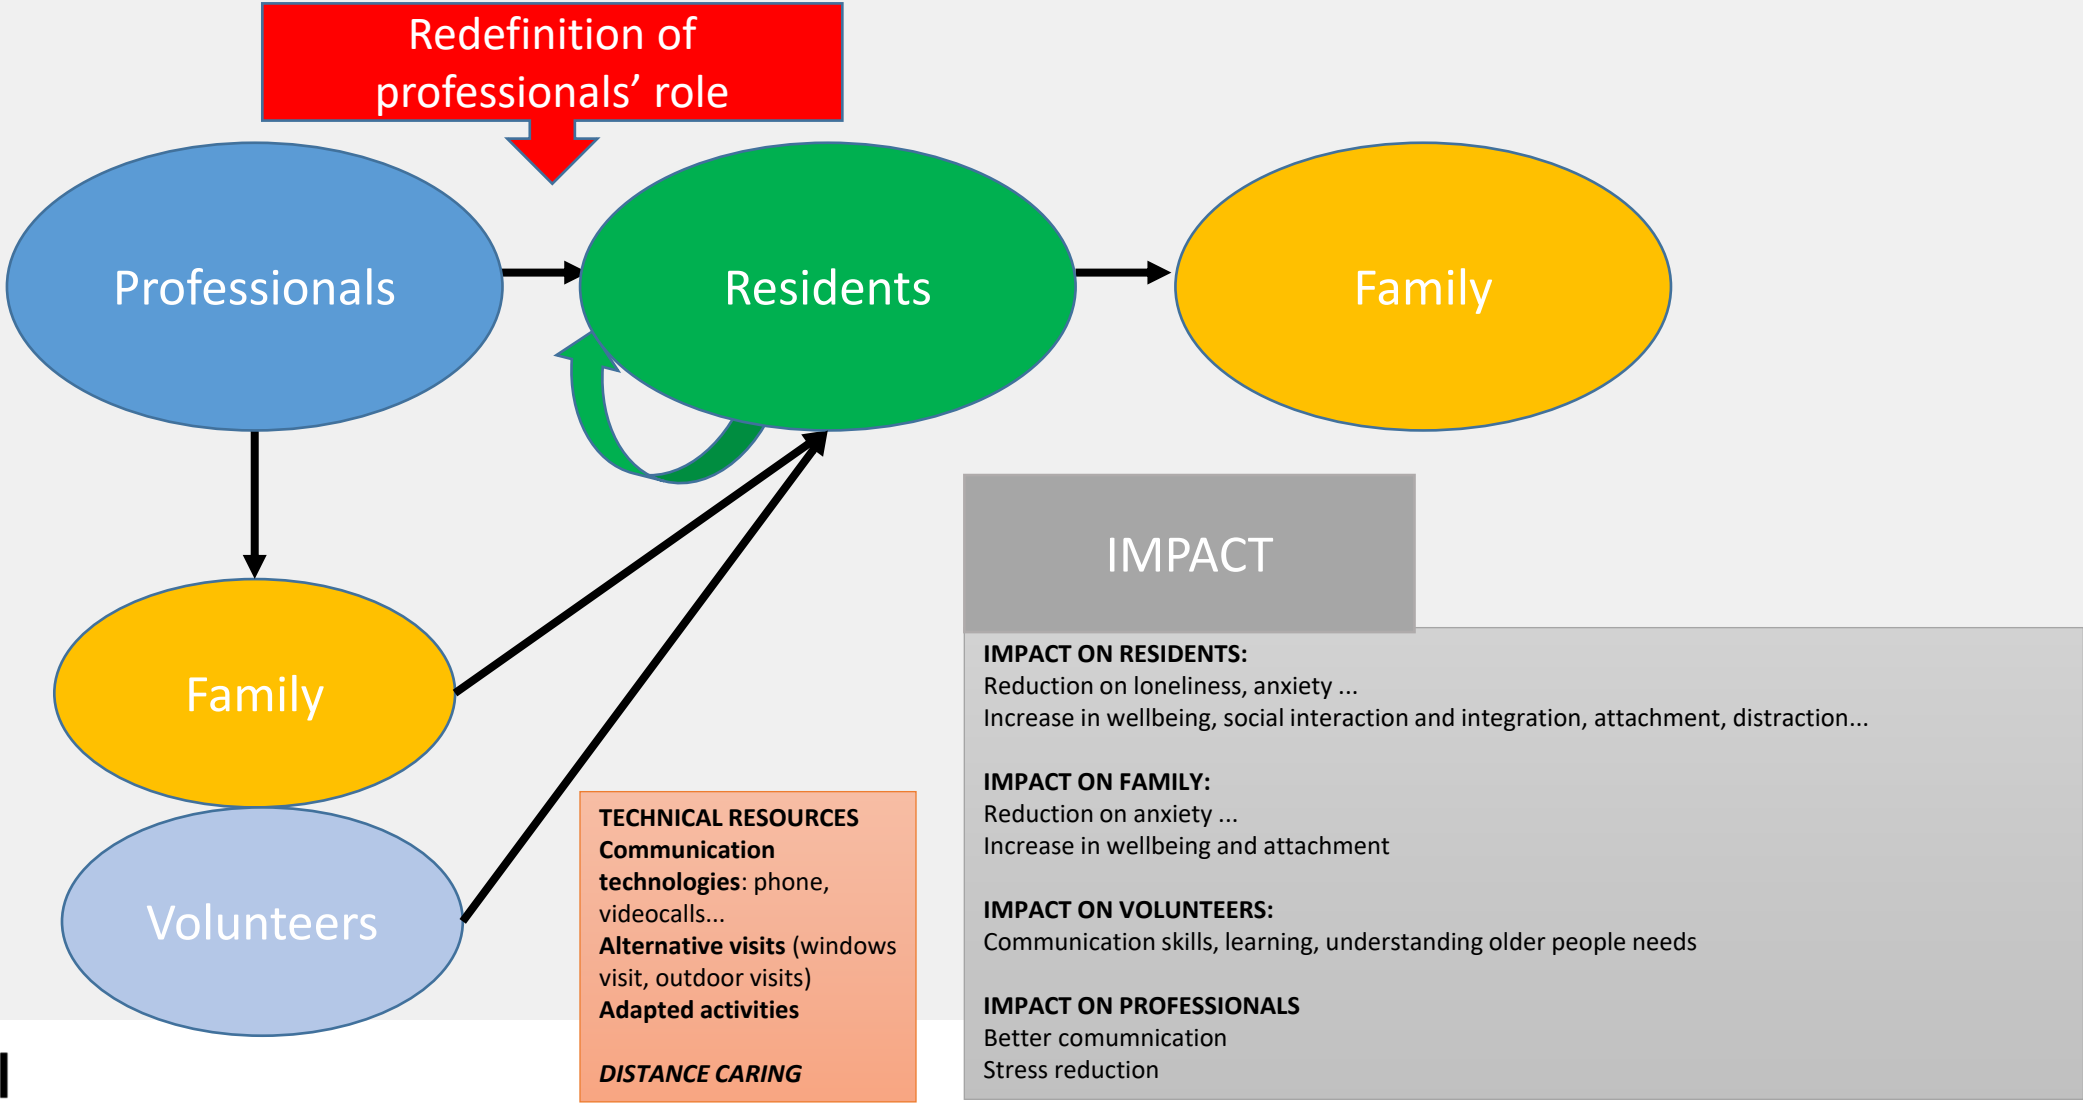 Redefinition of
professionals’ role
Professionals
Residents
Family
Family
Volunteers
TECHNICAL RESOURCES
Communication
technologies: phone,
videocalls...
Alternative visits (windows
visit, outdoor visits)
Adapted activities
DISTANCE CARING
IMPACT
IMPACT ON RESIDENTS:
Reduction on loneliness, anxiety ...
Increase in wellbeing, social interaction and integration, attachment, distraction...
IMPACT ON FAMILY:
Reduction on anxiety ...
Increase in wellbeing and attachment
IMPACT ON VOLUNTEERS:
Communication skills, learning, understanding older people needs
IMPACT ON PROFESSIONALS
Better comumnication
Stress reduction